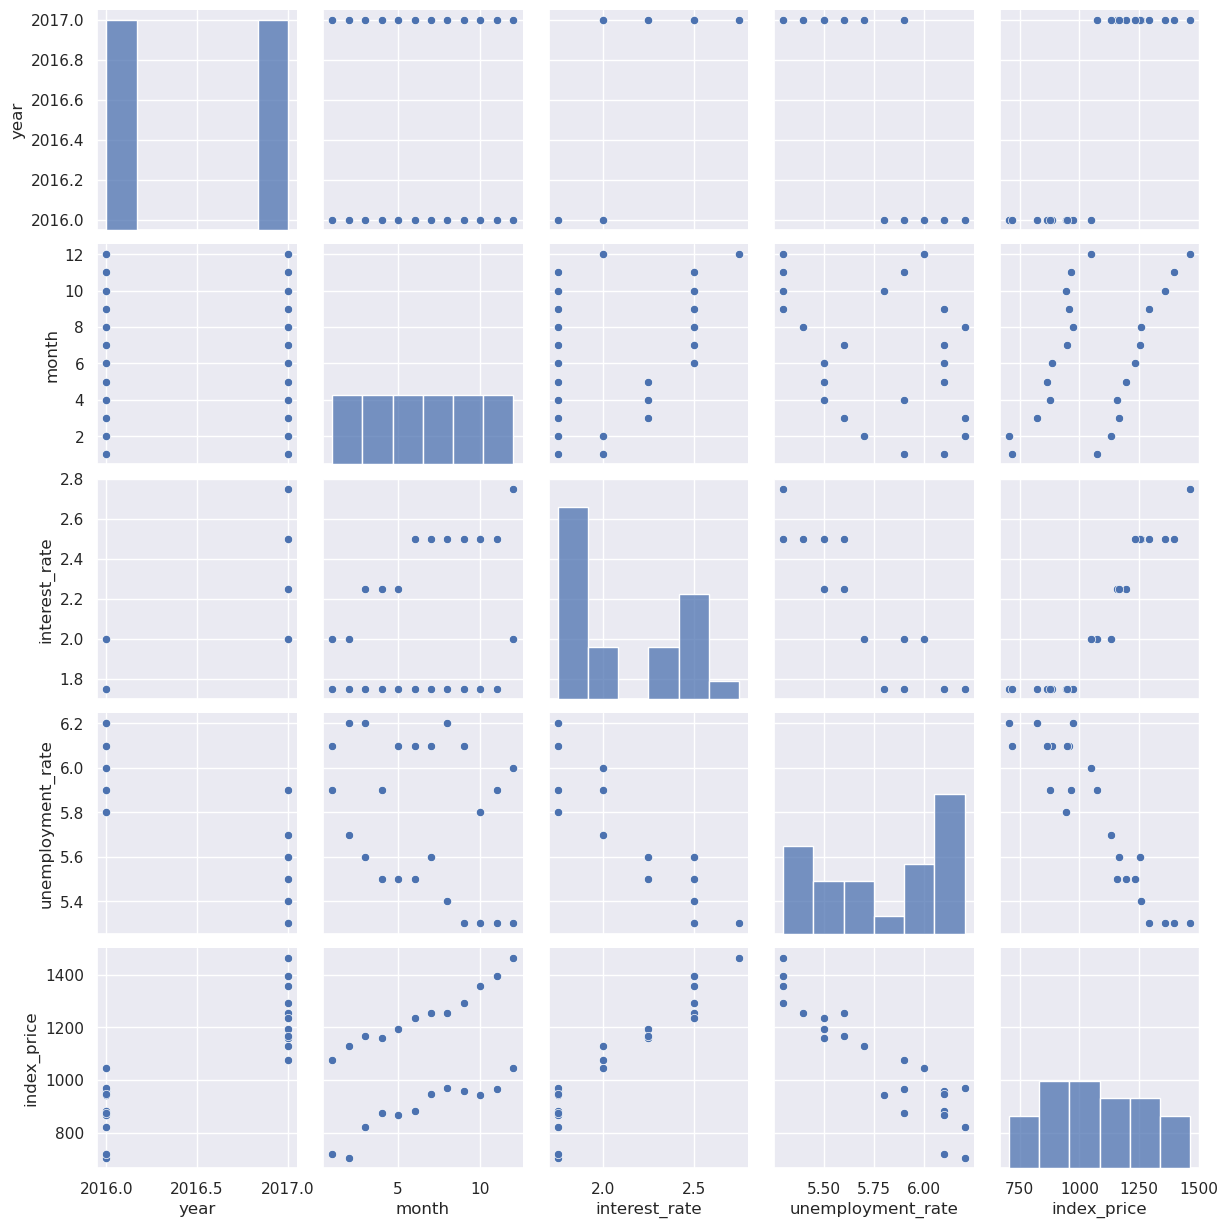 2017.0
2016.8
2016.6
2016.4
2016.2
2016.0
year
12
10
8
6
4
2
month
2.8
2.6
2.4
2.2
2.0
1.8
interest_rate
6.2
6.0
5.8
5.6
5.4
unemployment_rate
1400
1200
1000
800
index_price
2016.0 2016.5 2017.0
year
5 10
month
2.0 2.5
interest_rate
5.50 5.75 6.00
unemployment_rate
750 1000 1250 1500
index_price